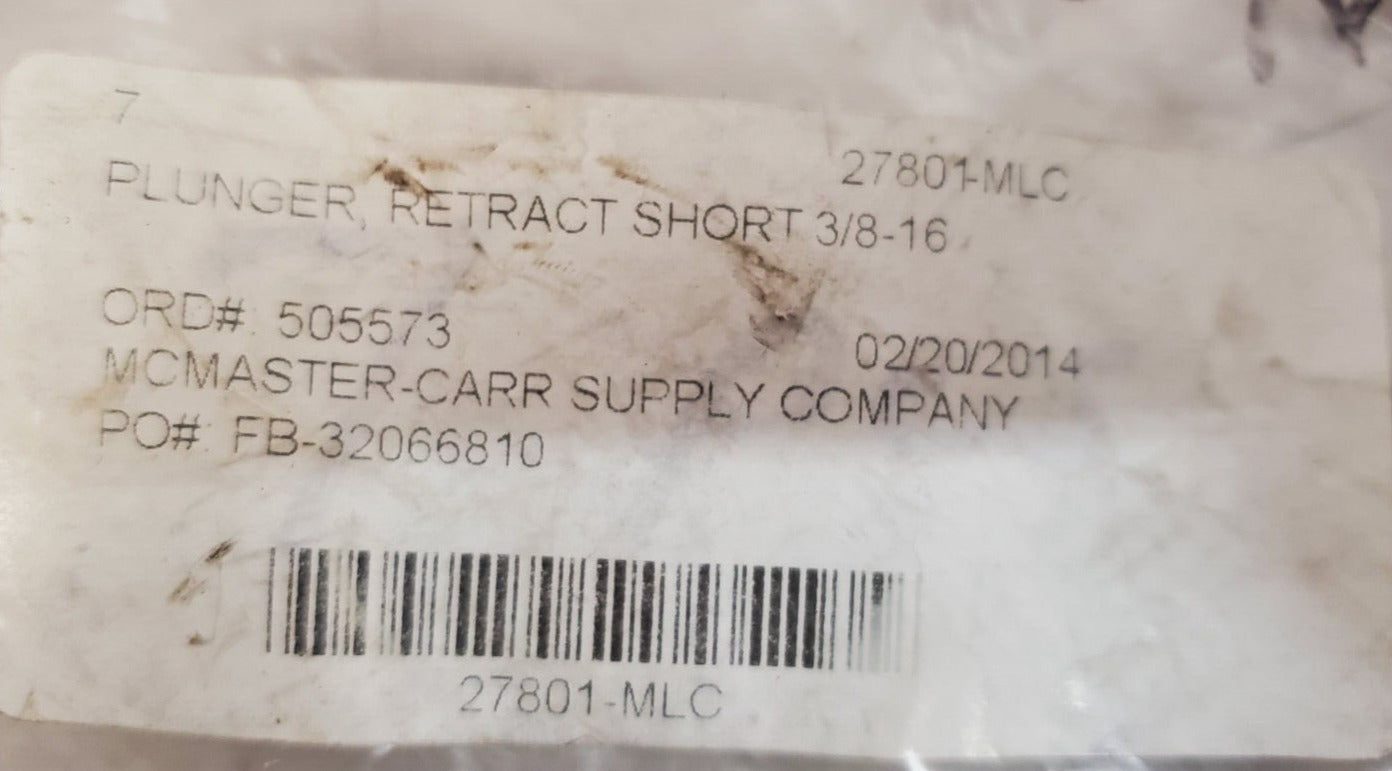 7
27801-MLC
PLUNGER, RETRACT SHORT 3/8-16
ORD#: 505573
02/20/2014
MCMASTER-CARR SUPPLY COMPANY
PO#: FB-32066810
27801-MLC